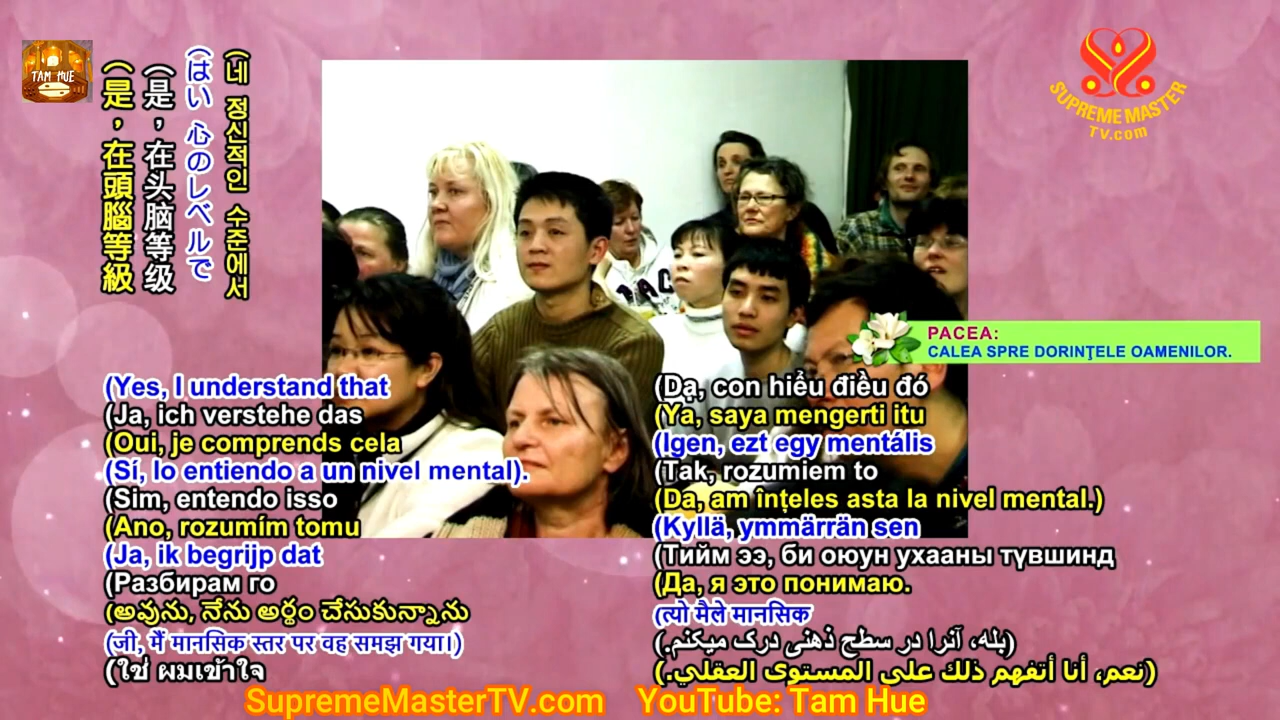 TAM HUE
(네 정신적인 수준에서
(はい 心のレベルで
(是，在头脑等级
(是，在頭腦等級
SUPREME MASTER
TV.com
PACEA:
CALEA SPRE DORINŢELE OAMENILOR.
(Yes, I understand that
(Ja, ich verstehe das
(Oui, je comprends cela
(Sí, lo entiendo a un nivel mental).
(Sim, entendo isso
(Ano, rozumím tomu
(Ja, ik begrijp dat
(Разбирам го
(అవును, నేను అర్థం చేసుకున్నాను
(जी, मैं मानसिक स्तर पर वह समझ गया।)
(ใช่ ผมเข้าใจ
(Dạ, con hiểu điều đó
(Ya, saya mengerti itu
(Igen, ezt egy mentális
(Tak, rozumiem to
(Da, am înțeles asta la nivel mental.)
(Kyllä, ymmärrän sen
(Тийм ээ, би оюун ухааны түвшинд
(Да, я это понимаю.
(त्यो मैले मानसिक
(بله، آنرا در سطح ذهنی درک میکنم.)
(نعم، أنا أتفهم ذلك على المستوى العقلي.)
SupremeMasterTV.com YouTube: Tam Hue